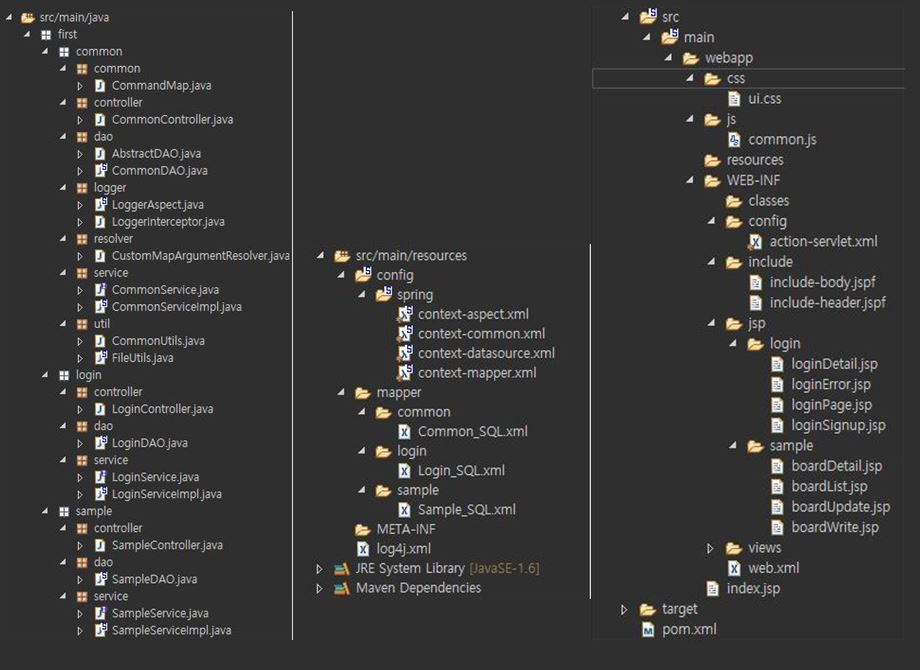 src/main/java
first
common
common
CommandMap.java
controller
CommonController.java
dao
AbstractDAO.java
CommonDAO.java
logger
LoggerAspect.java
LoggerInterceptor.java
resolver
CustomMapArgumentResolver.java
service
CommonService.java
CommonServiceImpl.java
util
CommonUtils.java
FileUtils.java
login
controller
LoginController.java
dao
LoginDAO.java
service
LoginService.java
LoginServiceImpl.java
sample
controller
SampleController.java
dao
SampleDAO.java
service
SampleService.java
SampleServiceImpl.java
src/main/resources
config
spring
context-aspect.xml
context-common.xml
context-datasource.xml
context-mapper.xml
mapper
common
Common_SQL.xml
login
Login_SQL.xml
sample
Sample_SQL.xml
META-INF
log4j.xml
JRE System Library [JavaSE-1.6]
Maven Dependencies
src
main
webapp
css
ui.css
js
common.js
resources
WEB-INF
classes
config
action-servlet.xml
include
include-body.jspf
include-header.jspf
jsp
login
loginDetail.jsp
loginError.jsp
loginPage.jsp
loginSignup.jsp
sample
boardDetail.jsp
boardList.jsp
boardUpdate.jsp
boardWrite.jsp
views
web.xml
index.jsp
target
pom.xml